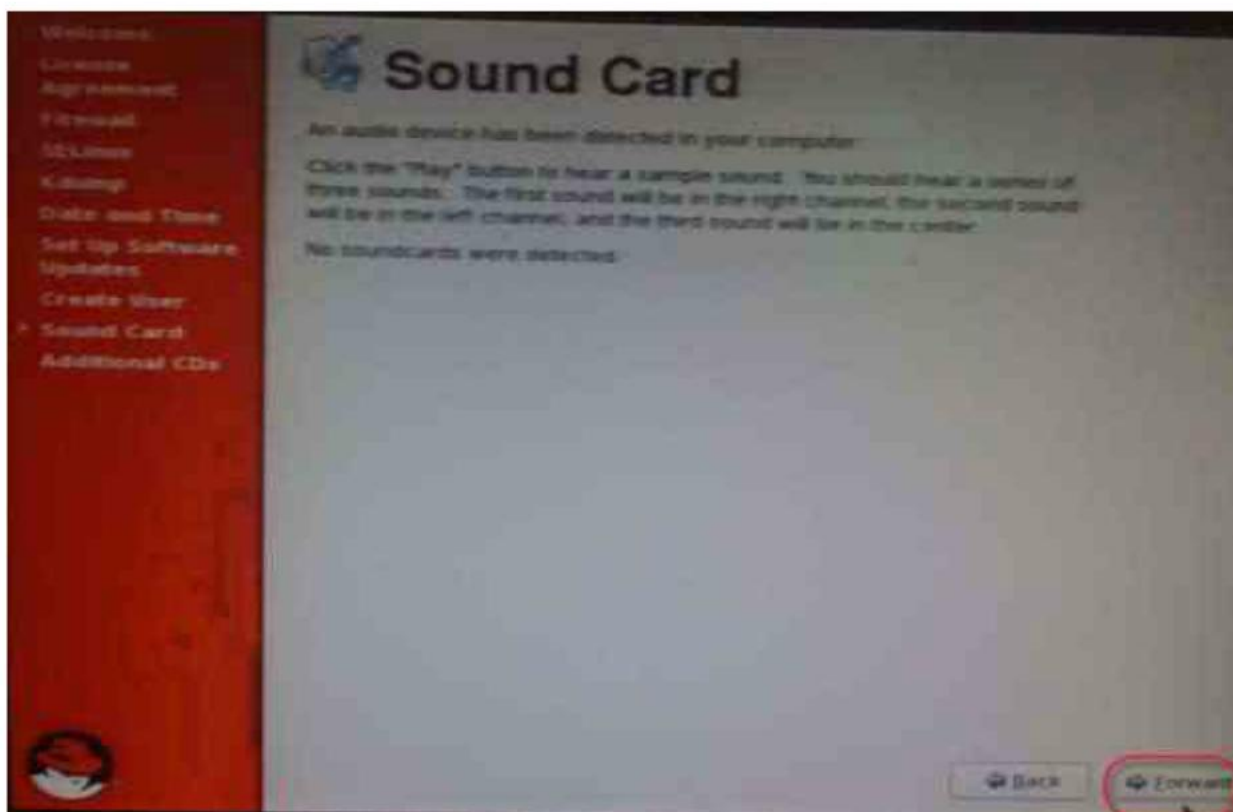 Welcome
License
Agreement
Firewall
SELinux
Kdump
Date and Time
Set Up Software
Updates
Create User
Sound Card
Additional CDs
Sound Card
An audio device has been detected in your computer.
Click the "Play" button to hear a sample sound. You should hear a series of
three sounds. The first sound will be in the right channel, the second sound
will be in the left channel, and the third sound will be in the center.
No soundcards were detected.
Back
Forward